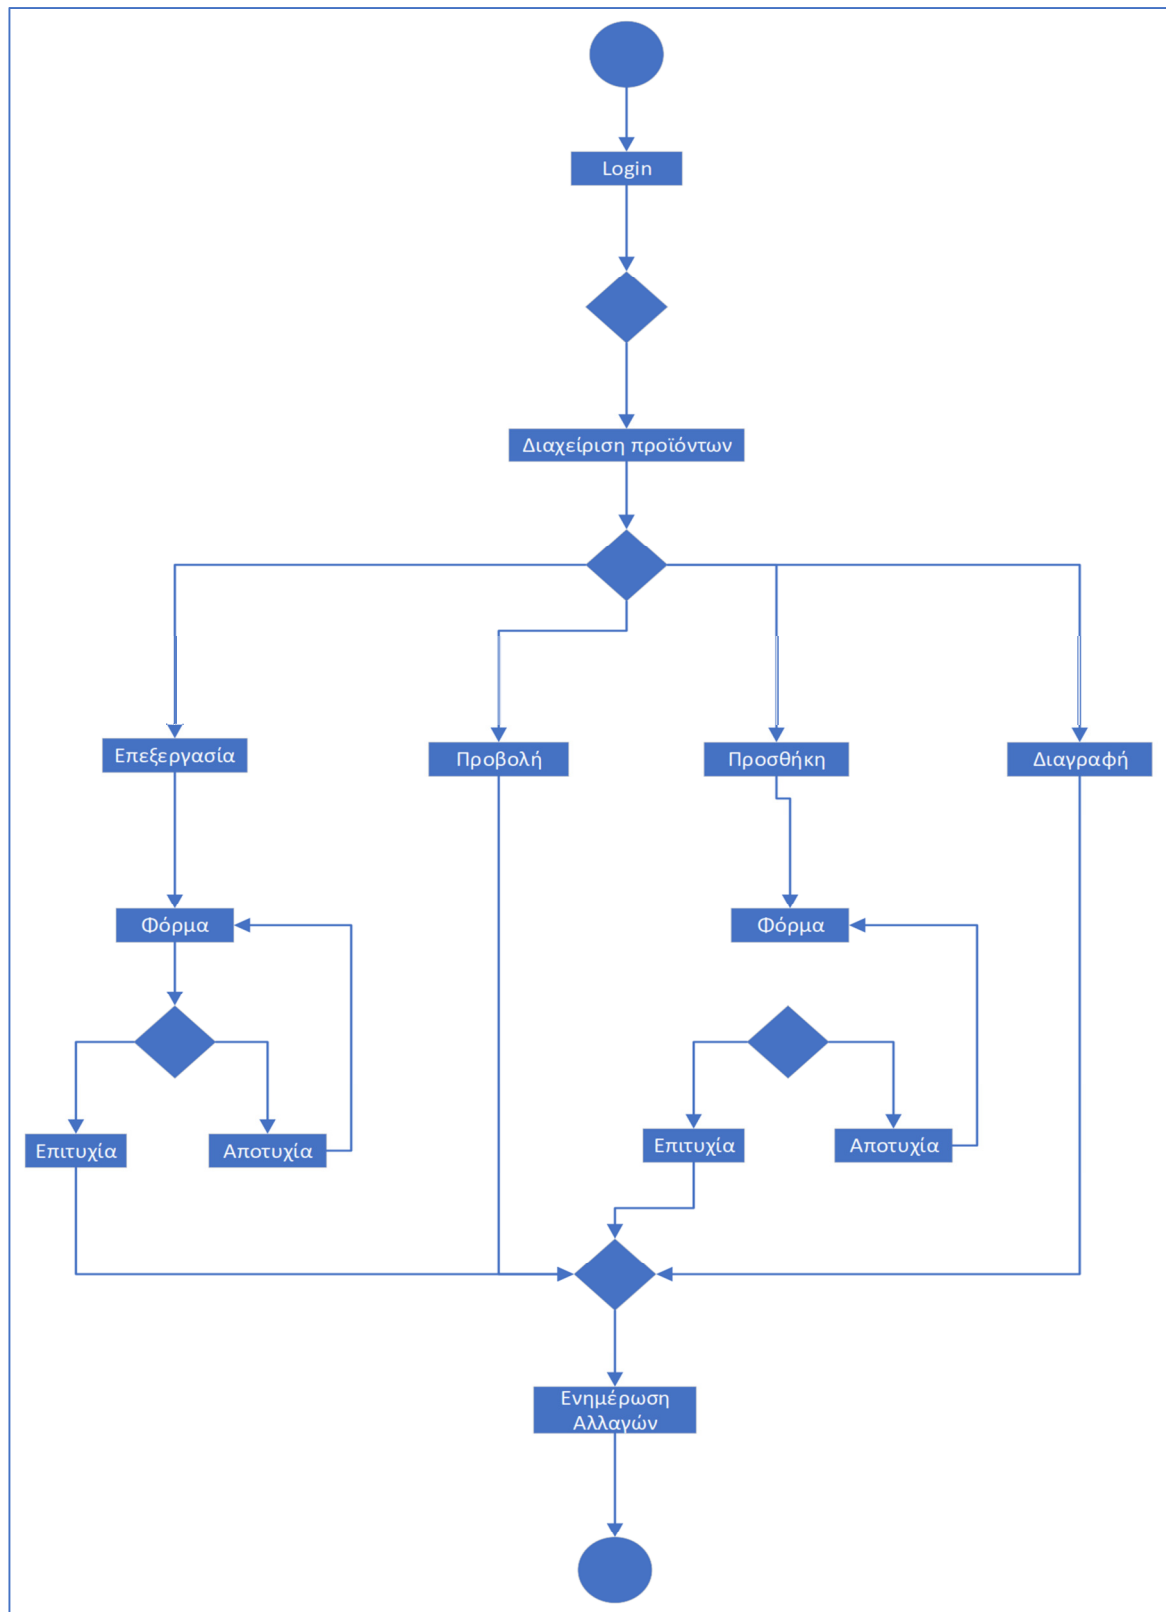 Login
Διαχείριση προϊόντων
Επεξεργασία
Προβολή
Προσθήκη
Διαγραφή
Φόρμα
Φόρμα
Επιτυχία
Αποτυχία
Επιτυχία
Αποτυχία
Ενημέρωση
Αλλαγών